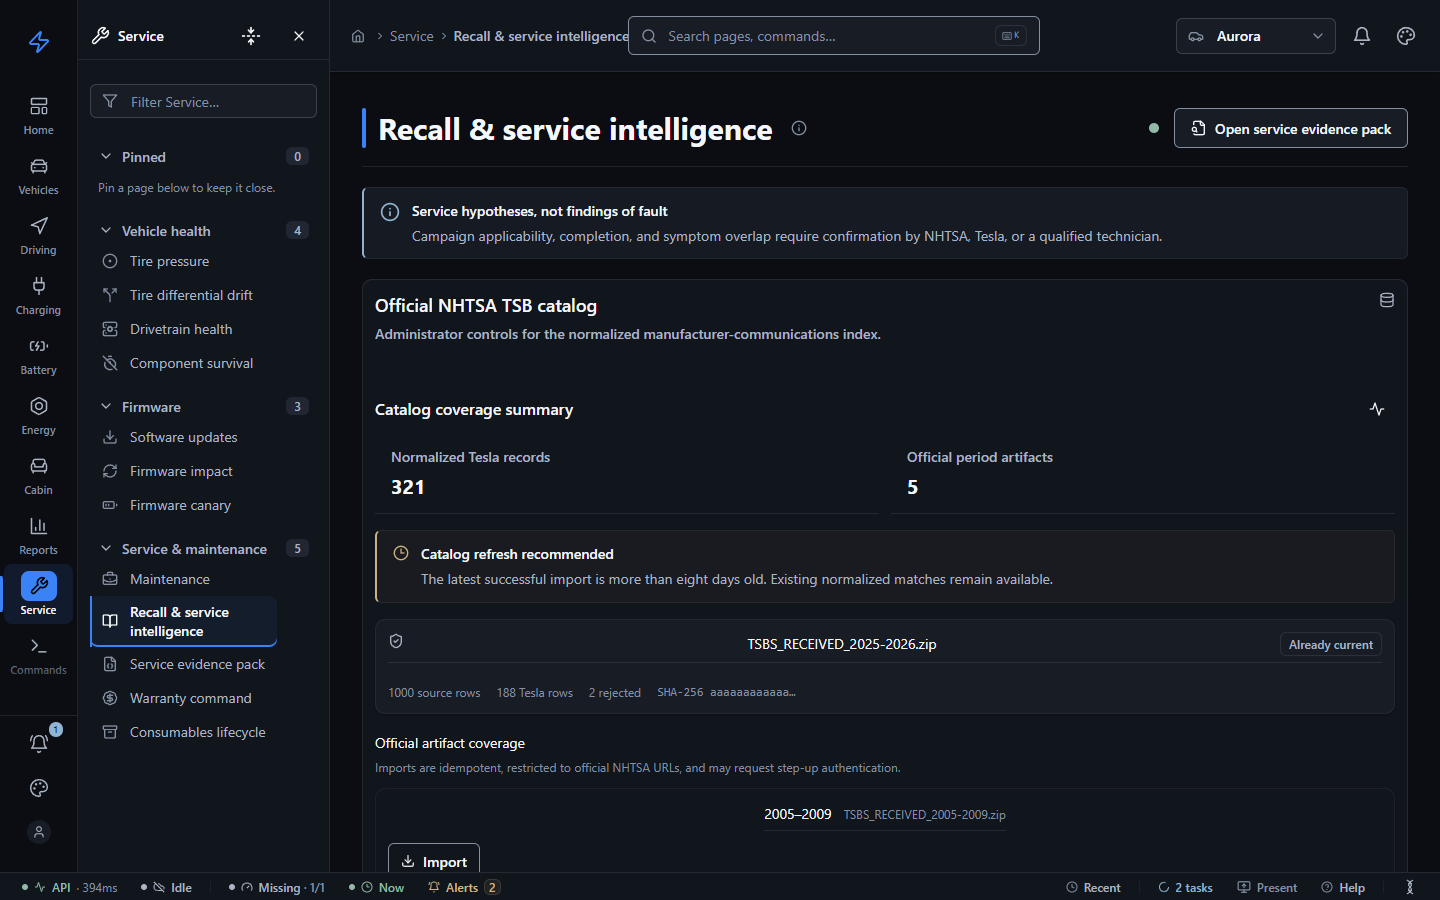 Home
Vehicles
Driving
Charging
Battery
Energy
Cabin
Reports
Service
Commands
1
Service
Filter Service...
Pinned 0
Pin a page below to keep it close.
Vehicle health 4
Tire pressure
Tire differential drift
Drivetrain health
Component survival
Firmware 3
Software updates
Firmware impact
Firmware canary
Service & maintenance 5
Maintenance
Recall & service
intelligence
Service evidence pack
Warranty command
Consumables lifecycle
Service Recall & service intelligence
Search pages, commands... K
Aurora
Recall & service intelligence
Open service evidence pack
Service hypotheses, not findings of fault
Campaign applicability, completion, and symptom overlap require confirmation by NHTSA, Tesla, or a qualified technician.
Official NHTSA TSB catalog
Administrator controls for the normalized manufacturer-communications index.
Catalog coverage summary
Normalized Tesla records
321
Official period artifacts
5
Catalog refresh recommended
The latest successful import is more than eight days old. Existing normalized matches remain available.
TSBS_RECEIVED_2025-2026.zip
Already current
1000 source rows 188 Tesla rows 2 rejected SHA-256 aaaaaaaaaaaa…
Official artifact coverage
Imports are idempotent, restricted to official NHTSA URLs, and may request step-up authentication.
2005–2009 TSBS_RECEIVED_2005-2009.zip
Import
API · 394ms Idle Missing · 1/1 Now Alerts 2 Recent 2 tasks Present Help